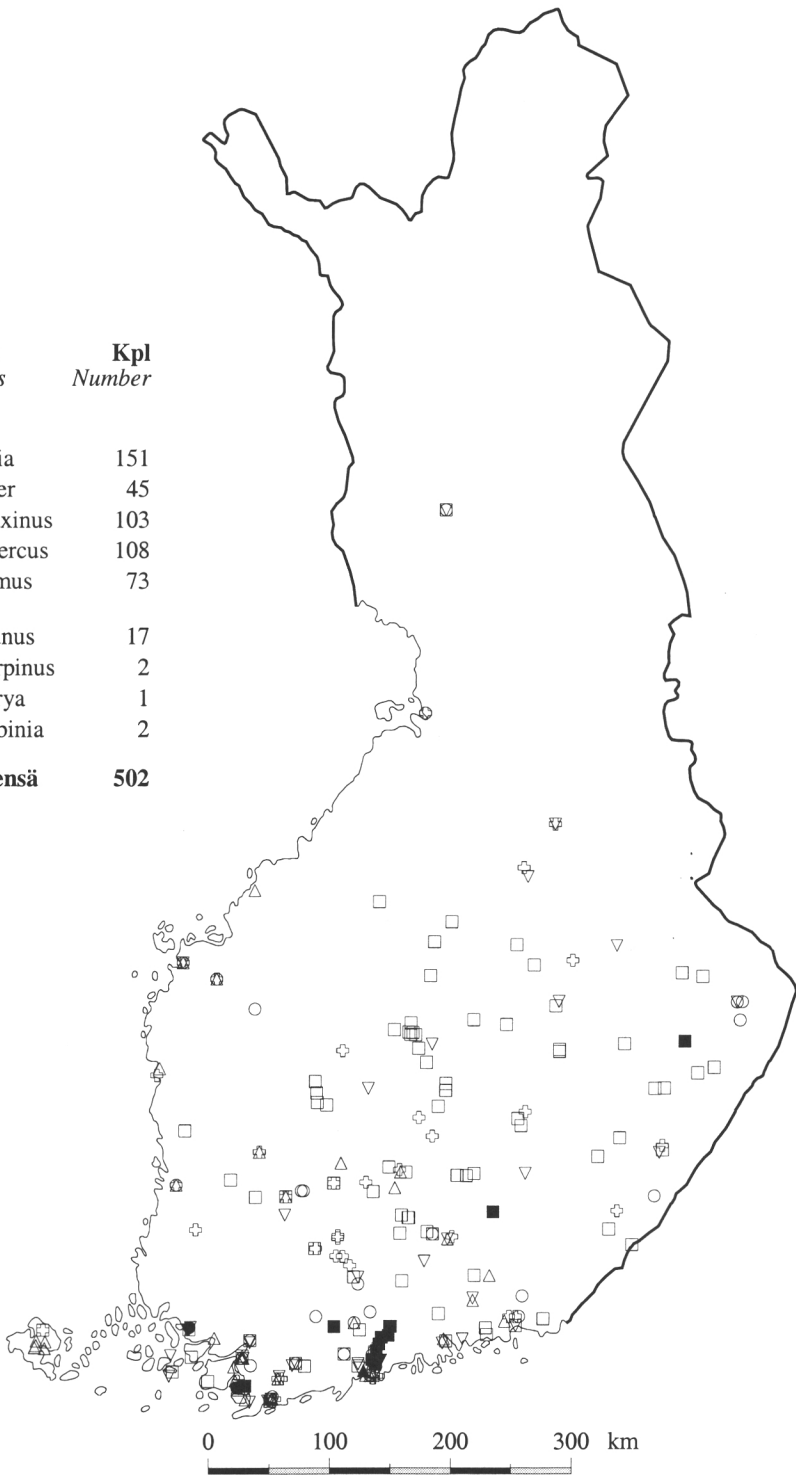 Kpl
s Number
ia 151
er 45
xinus 103
ercus 108
mus 73
anus 17
rpinus 2
rya 1
binia 2
ensä 502
0 100 200 300 km